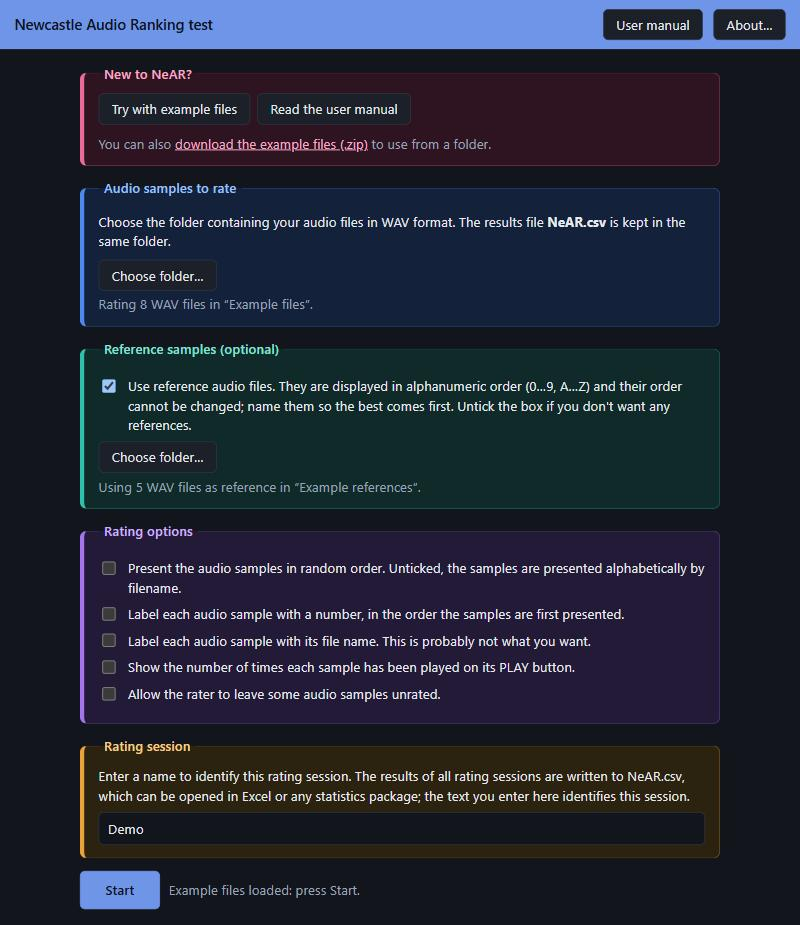 Newcastle Audio Ranking test
User manual
About...
New to NeAR?
Try with example files
Read the user manual
You can also download the example files (.zip) to use from a folder.
Audio samples to rate
Choose the folder containing your audio files in WAV format. The results file NeAR.csv is kept in the
same folder.
Choose folder...
Rating 8 WAV files in “Example files”.
Reference samples (optional)
Use reference audio files. They are displayed in alphanumeric order (0...9, A...Z) and their order
cannot be changed; name them so the best comes first. Untick the box if you don't want any
references.
Choose folder...
Using 5 WAV files as reference in “Example references”.
Rating options
Present the audio samples in random order. Unticked, the samples are presented alphabetically by
filename.
Label each audio sample with a number, in the order the samples are first presented.
Label each audio sample with its file name. This is probably not what you want.
Show the number of times each sample has been played on its PLAY button.
Allow the rater to leave some audio samples unrated.
Rating session
Enter a name to identify this rating session. The results of all rating sessions are written to NeAR.csv,
which can be opened in Excel or any statistics package; the text you enter here identifies this session.
Demo
Start
Example files loaded: press Start.